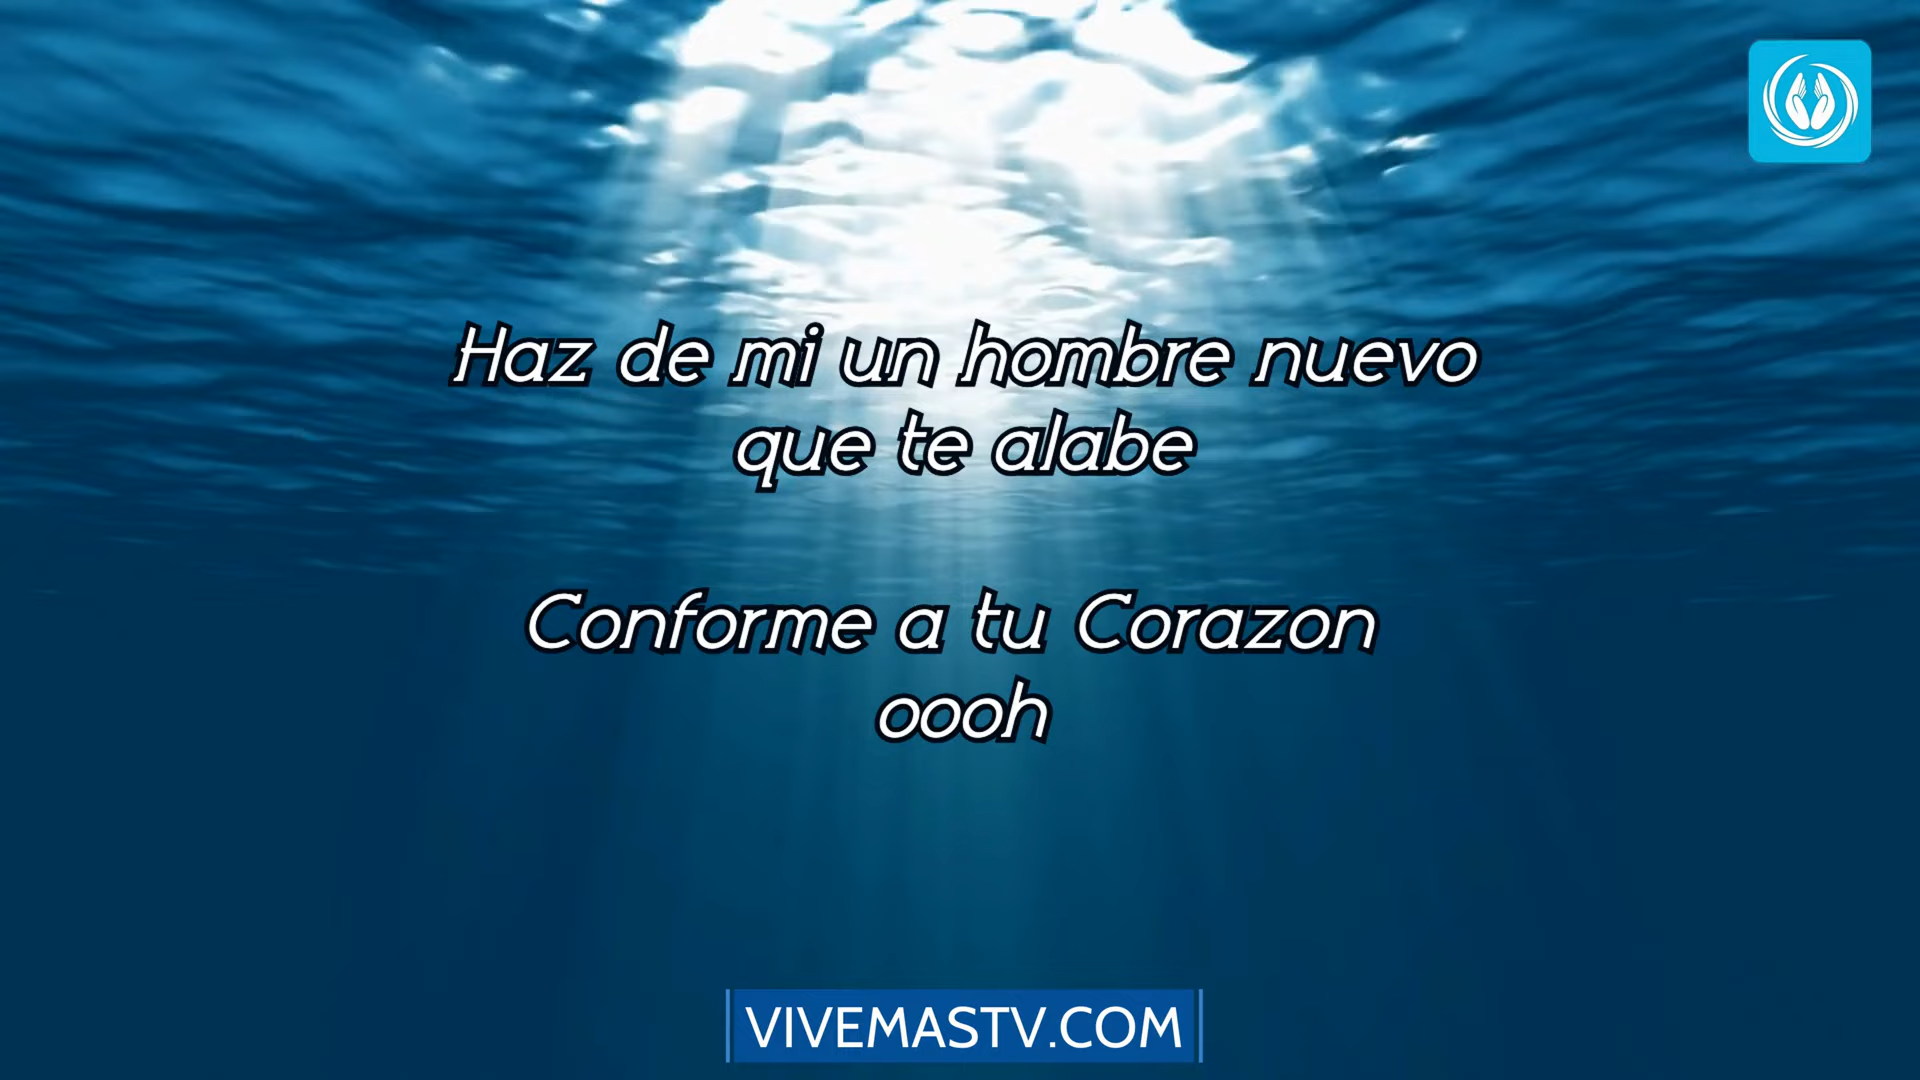 Haz de mi un hombre nuevo
que te alabe
Conforme a tu Corazon
oooh
VIVEMASTV.COM